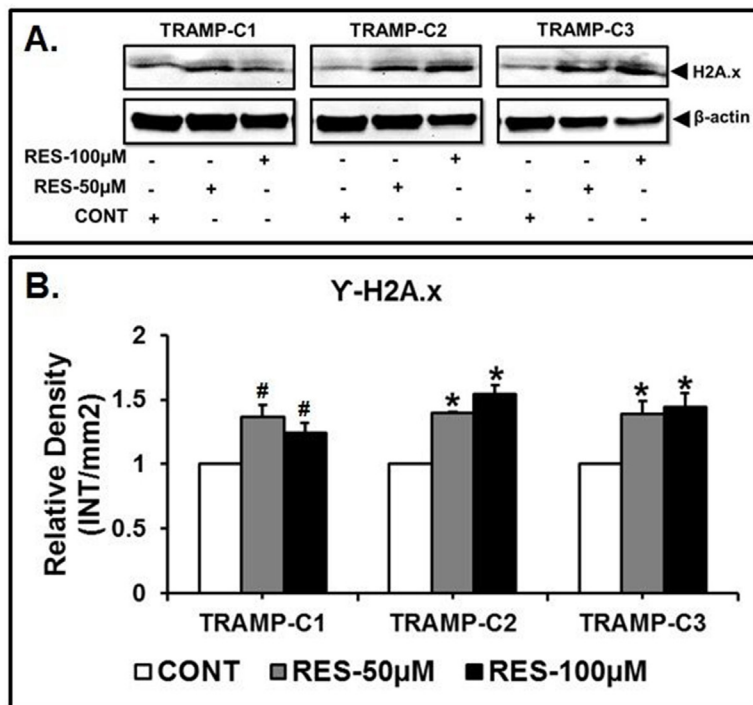 A.
TRAMP-C1 TRAMP-C2 TRAMP-C3
H2A.x
β-actin
RES-100µM - - + - - + - - +
RES-50µM - + - - + - - + -
CONT + - - + - - + - -
B.
ϒ-H2A.x
Relative Density
(INT/mm2)
2
1.5
1
0.5
0
# # * * * *
TRAMP-C1 TRAMP-C2 TRAMP-C3
CONT RES-50µM RES-100µM